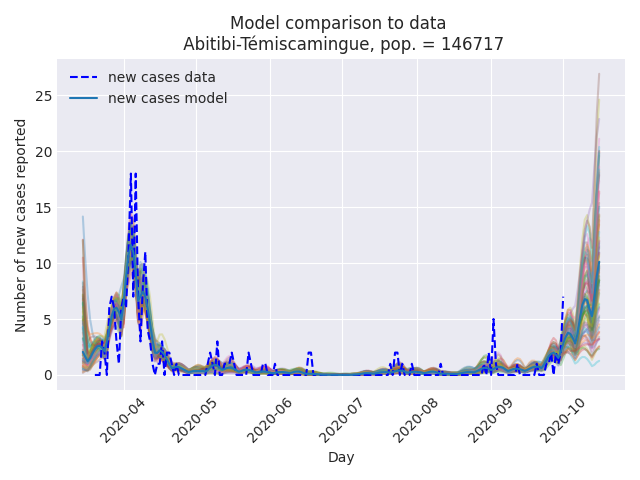 Model comparison to data
Abitibi-Témiscamingue, pop. = 146717
new cases data
new cases model
Number of new cases reported
25
20
15
10
5
0
2020-04
2020-05
2020-06
2020-07
2020-08
2020-09
2020-10
Day